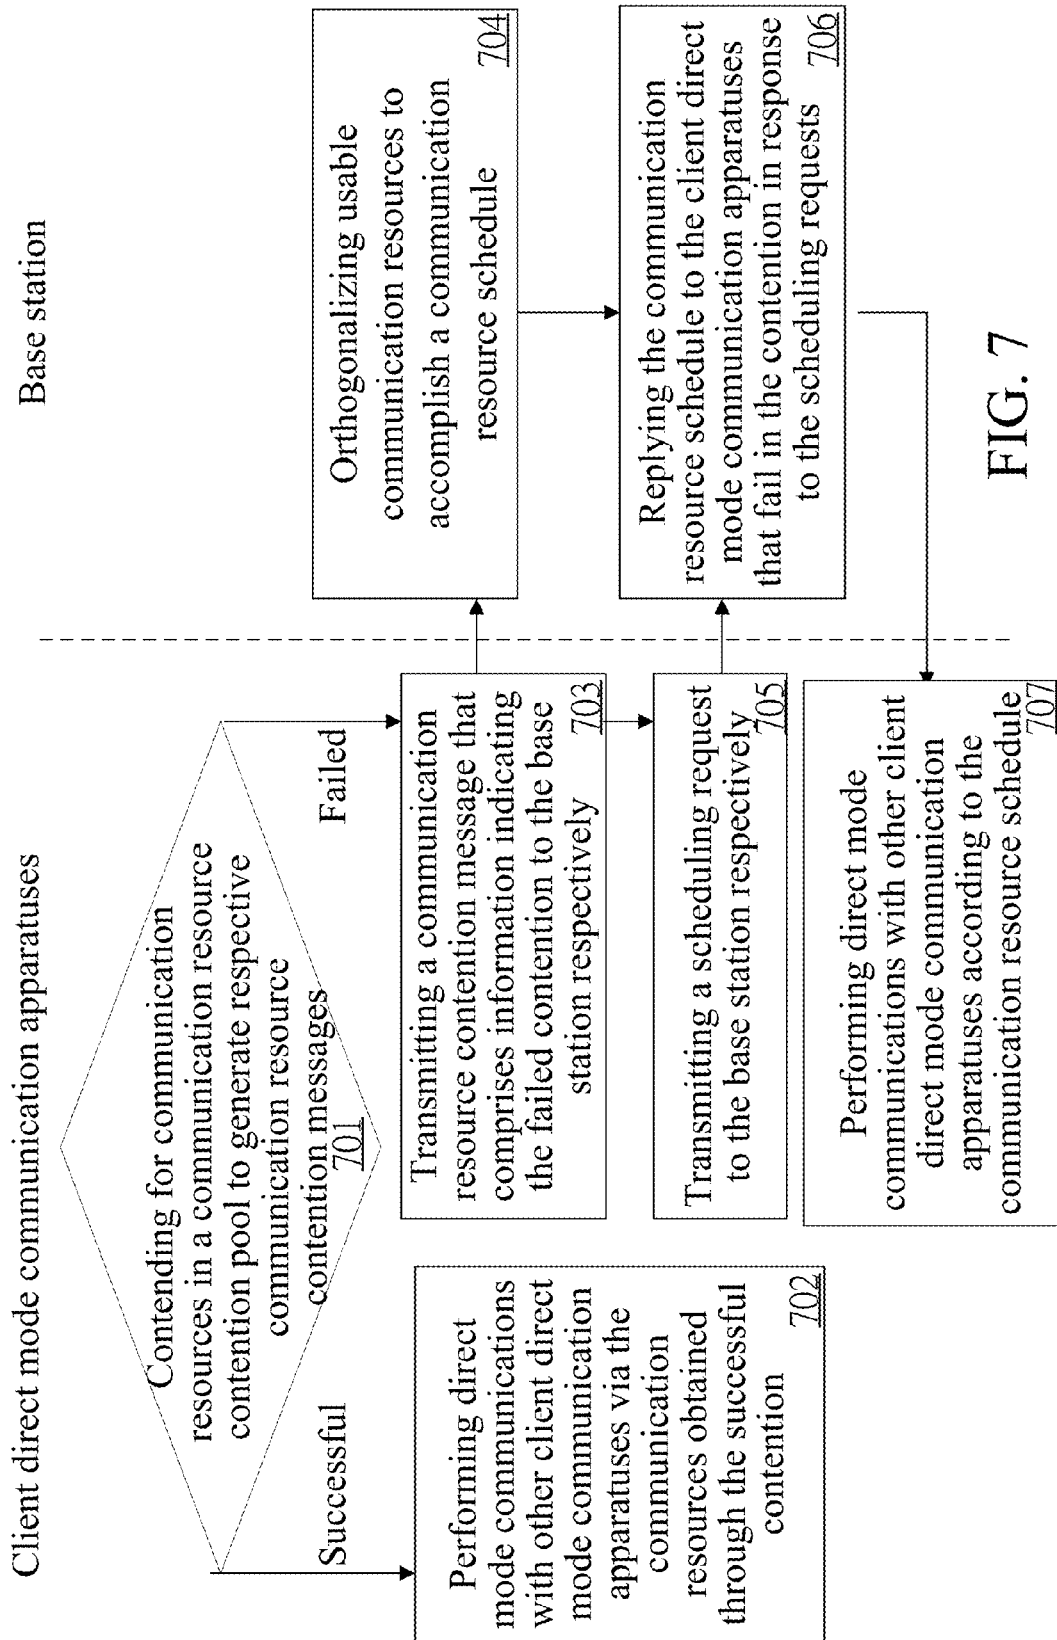 Client direct mode communication apparatuses
Base station
Contending for communication
resources in a communication resource
contention pool to generate respective
communication resource
contention messages
701
Successful
Failed
Performing direct
mode communications
with other client direct
mode communication
apparatuses via the
communication
resources obtained
through the successful
contention
702
Transmitting a communication
resource contention message that
comprises information indicating
the failed contention to the base
station respectively
703
Orthogonalizing usable
communication resources to
accomplish a communication
resource schedule
704
Transmitting a scheduling request
to the base station respectively
705
Replying the communication
resource schedule to the client direct
mode communication apparatuses
that fail in the contention in response
to the scheduling requests
706
Performing direct mode
communications with other client
direct mode communication
apparatuses according to the
communication resource schedule
707
FIG. 7